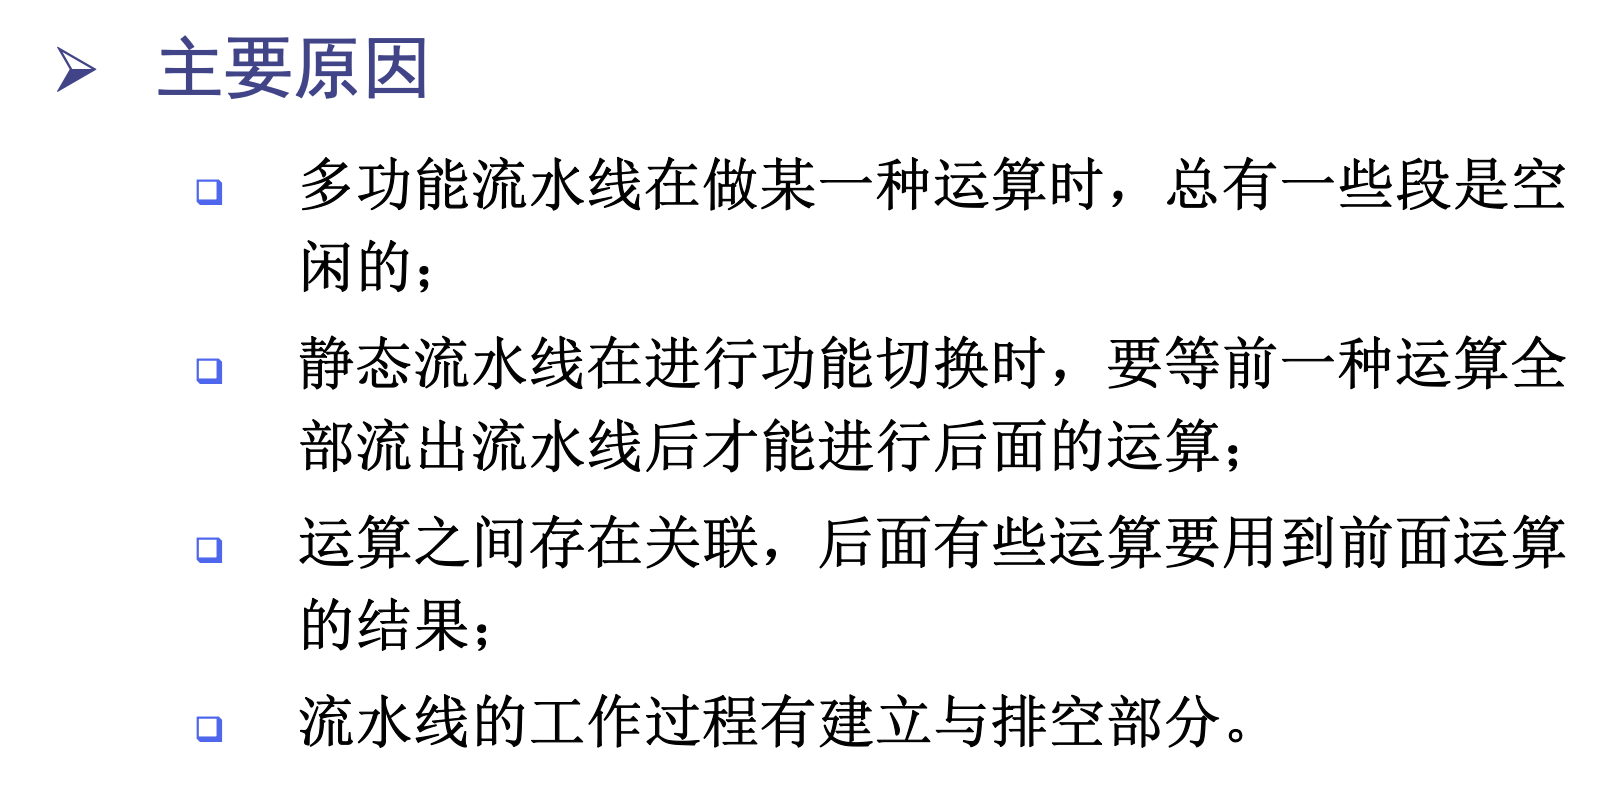 主要原因
多功能流水线在做某一种运算时，总有一些段是空
闲的；
静态流水线在进行功能切换时，要等前一种运算全
部流出流水线后才能进行后面的运算；
运算之间存在关联，后面有些运算要用到前面运算
的结果；
流水线的工作过程有建立与排空部分。